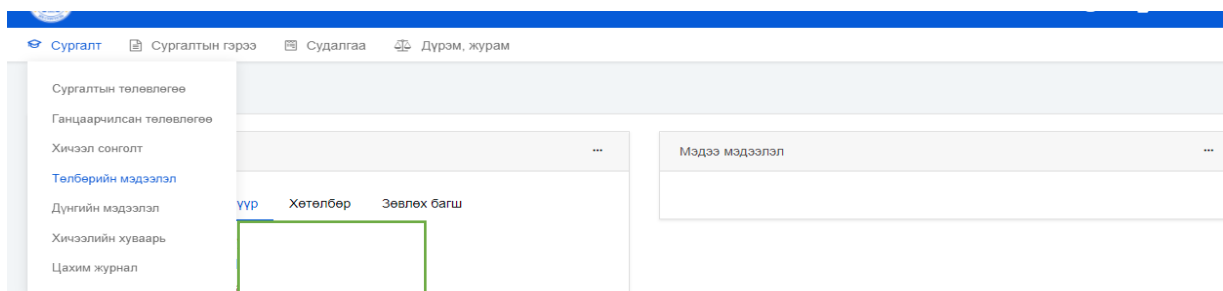 Сургалт Сургалтын гэрээ Судалгаа Дүрэм, журам
Сургалтын төлөвлөгөө
Ганцаарчилсан төлөвлөгөө
Хичээл сонголт
Төлбөрийн мэдээлэл
Дүнгийн мэдээлэл
Хичээлийн хуваарь
Цахим журнал
Хөтөлбөр Зөвлөх багш
Мэдээ мэдээлэл